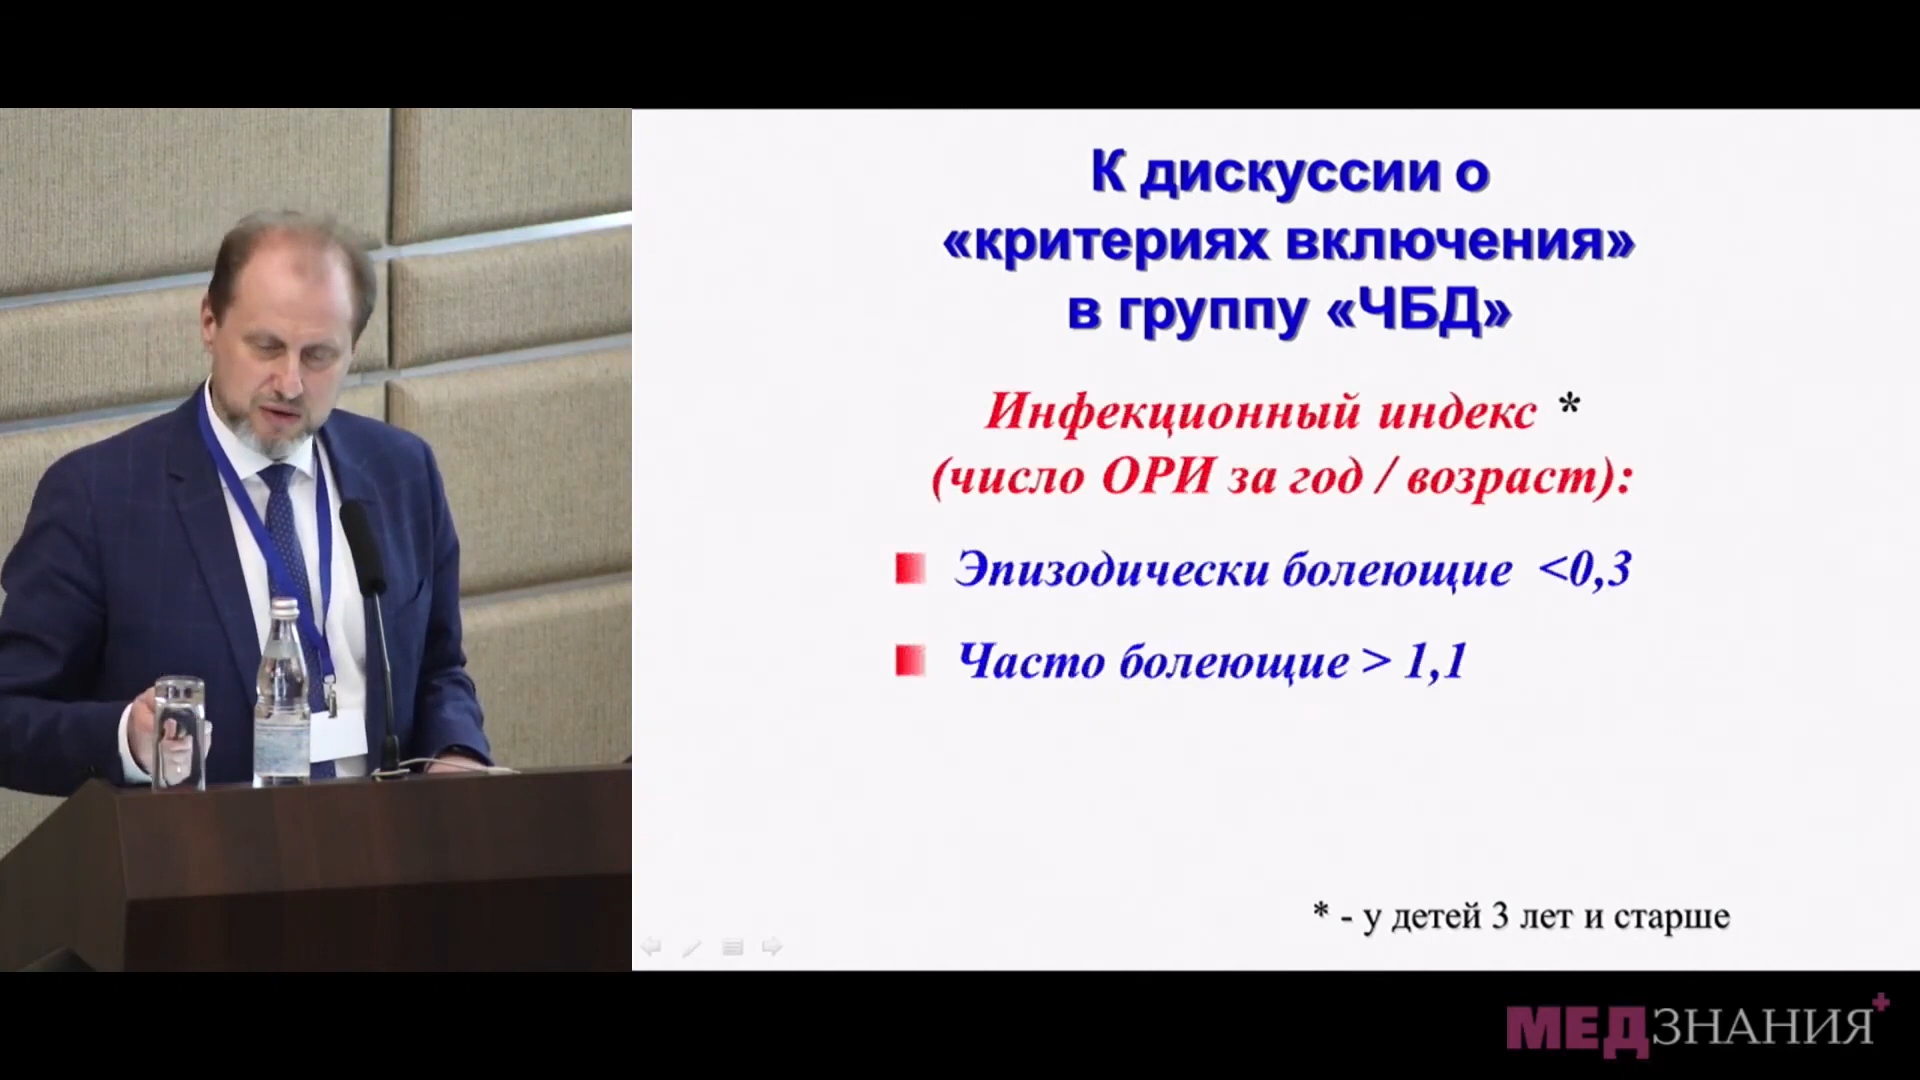 К дискуссии о
«критериях включения»
в группу «ЧБД»
Инфекционный индекс *
(число ОРИ за год / возраст):
Эпизодически болеющие <0,3
Часто болеющие > 1,1
* - у детей 3 лет и старше
МЕДЗНАНИЯ+